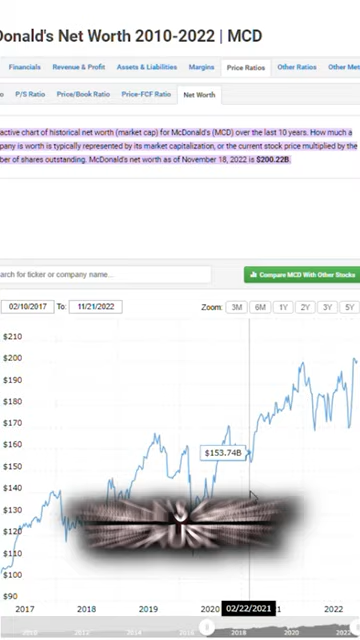 Donald's Net Worth 2010-2022 | MCD
Financials Revenue & Profit Assets & Liabilities Margins Price Ratios Other Ratios Other Met
o P/S Ratio Price/Book Ratio Price-FCF Ratio Net Worth
active chart of historical net worth (market cap) for McDonald's (MCD) over the last 10 years. How much a
pany is worth is typically represented by its market capitalization, or the current stock price multiplied by the
ber of shares outstanding. McDonald's net worth as of November 18, 2022 is $200.22B.
arch for ticker or company name...
Compare MCD With Other Stocks
02/10/2017 To: 11/21/2022 Zoom: 3M 6M 1Y 2Y 3Y 5Y
$210
$200
$190
$180
$170
$160
$153.74B
$150
$140
$130
$120
$110
$100
$90
2017 2018 2019 2020 02/22/2021 1 2022
2010 2012 2014 2016 2018 2020 2022